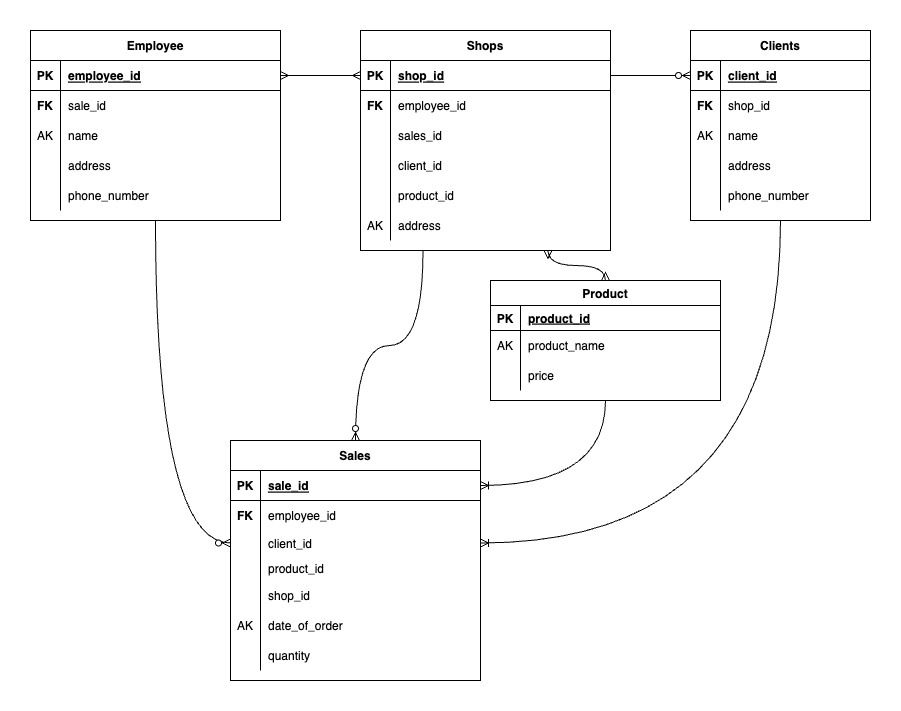 Employee
PK employee_id
FK sale_id
AK name
address
phone_number
Shops
PK shop_id
FK employee_id
sales_id
client_id
product_id
AK address
Clients
PK client_id
FK shop_id
AK name
address
phone_number
Product
PK product_id
AK product_name
price
Sales
PK sale_id
FK employee_id
client_id
product_id
shop_id
AK date_of_order
quantity